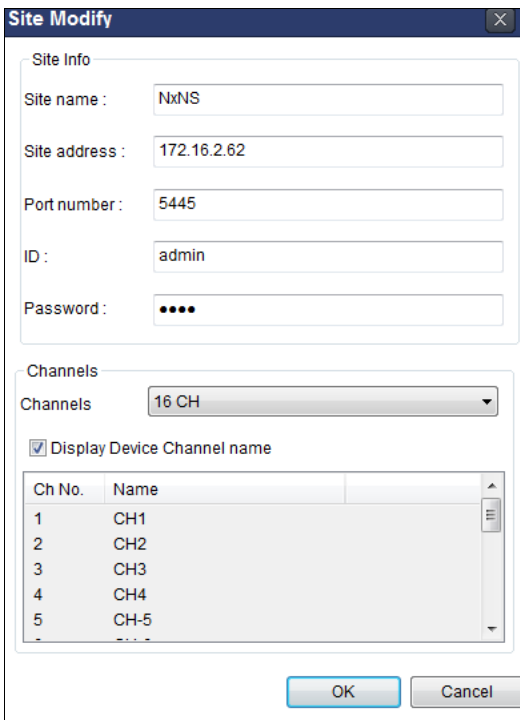 Site Modify
Site Info
Site name : NxNS
Site address : 172.16.2.62
Port number : 5445
ID : admin
Password : ●●●●
Channels
Channels 16 CH
Display Device Channel name
Ch No. Name
1 CH1
2 CH2
3 CH3
4 CH4
5 CH-5
OK Cancel